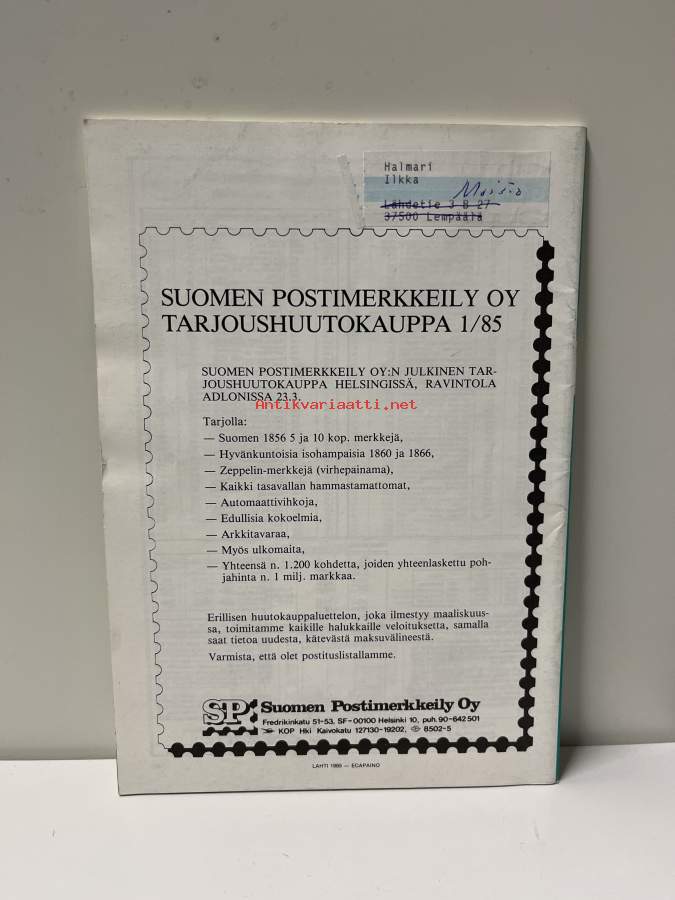 Halmari
Ilkka
Lähdetie 3 B 27
37500 Lempäälä
SUOMEN POSTIMERKKEILY OY
TARJOUSHUUTOKAUPPA 1/85
SUOMEN POSTIMERKKEILY OY:N JULKINEN TAR-
JOUSHUUTOKAUPPA HELSINGISSÄ, RAVINTOLA
ADLONISSA 23.3.
Antikvariaatti.net
Tarjolla:
— Suomen 1856 5 ja 10 kop. merkkejä,
— Hyvänkuntoisia isohampaisia 1860 ja 1866,
— Zeppelin-merkkejä (virhepainama),
— Kaikki tasavallan hammastamattomat,
— Automaattivihkoja,
— Edullisia kokoelmia,
— Arkkitavaraa,
— Myös ulkomaita,
— Yhteensä n. 1.200 kohdetta, joiden yhteenlaskettu poh-
jahinta n. 1 milj. markkaa.
Erillisen huutokauppaluettelon, joka ilmestyy maaliskuus-
sa, toimitamme kaikille halukkaille veloituksetta, samalla
saat tietoa uudesta, kätevästä maksuvälineestä.
Varmista, että olet postituslistallamme.
SP Suomen Postimerkkeily Oy
Fredrikinkatu 51-53, SF-00100 Helsinki 10, puh. 90-642 501
KOP Hki Kaivokatu 127130-19202, 8502-5
LAHTI 1985 — ECAPAINO